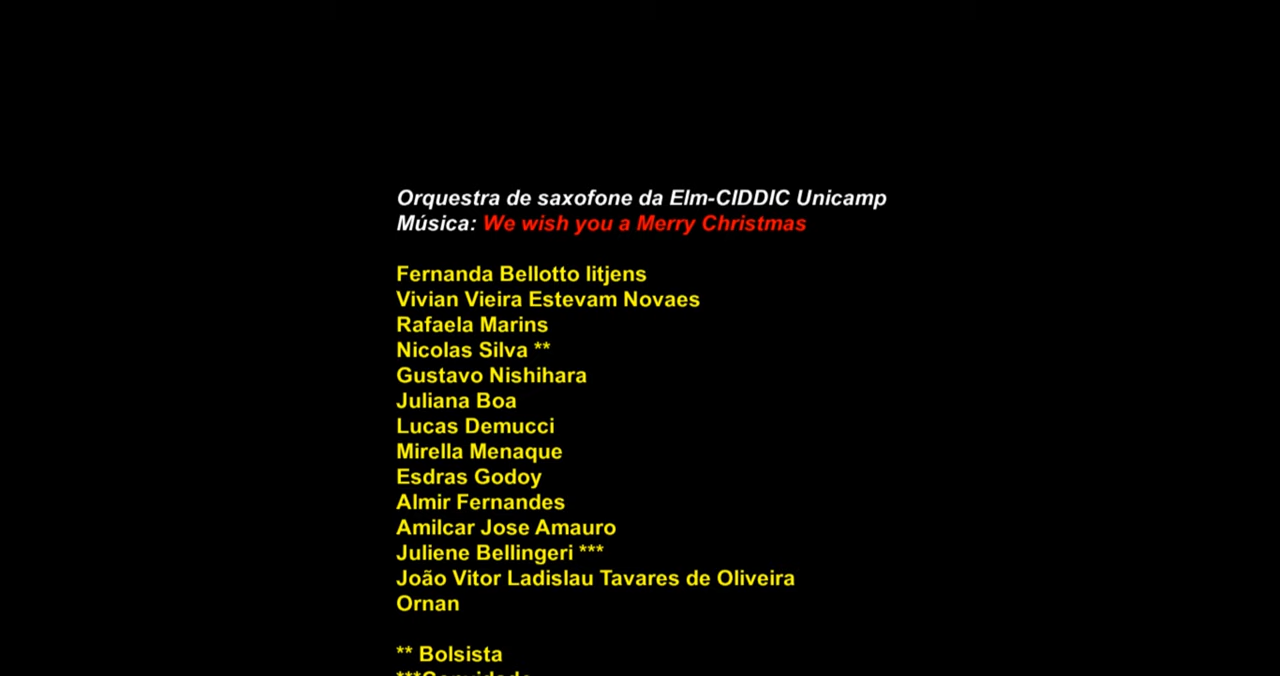 Orquestra de saxofone da Elm-CIDDIC Unicamp
Música: We wish you a Merry Christmas
Fernanda Bellotto litjens
Vivian Vieira Estevam Novaes
Rafaela Marins
Nicolas Silva **
Gustavo Nishihara
Juliana Boa
Lucas Demucci
Mirella Menaque
Esdras Godoy
Almir Fernandes
Amilcar Jose Amauro
Juliene Bellingeri ***
João Vitor Ladislau Tavares de Oliveira
Ornan
** Bolsista